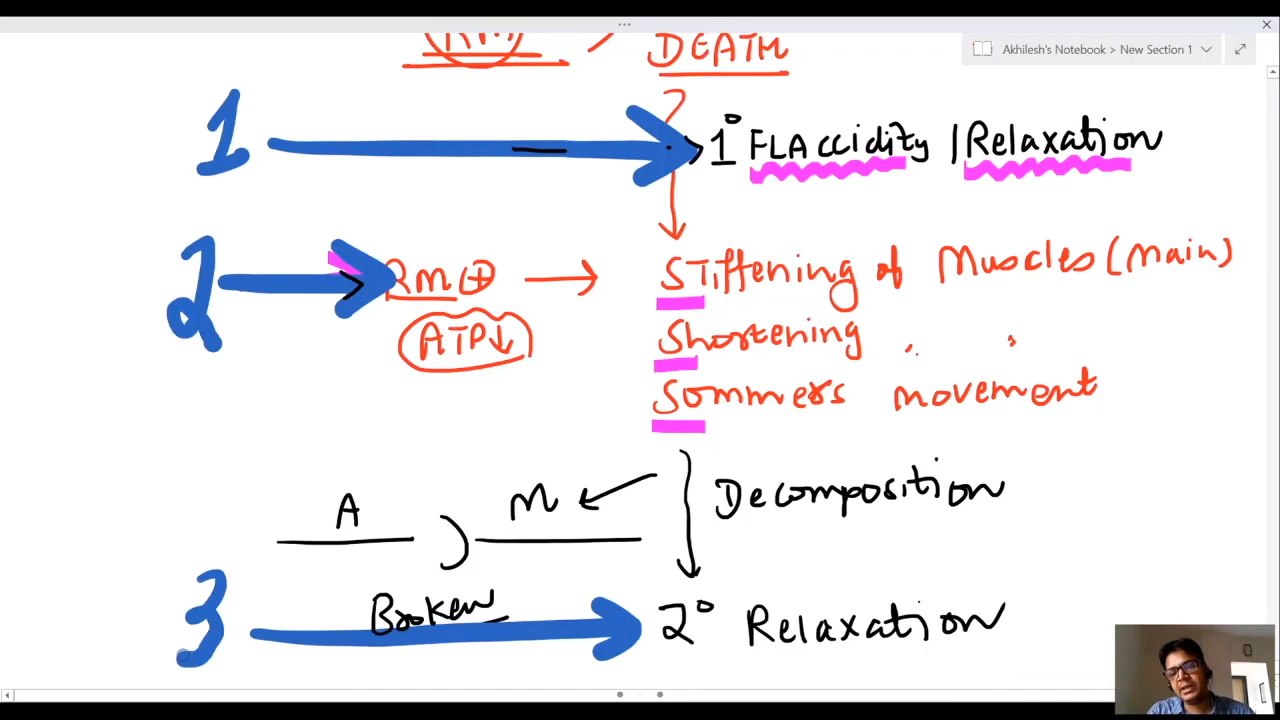 Akhilesh's Notebook > New Section 1
(RM)
DEATH
1 1° FLAccidity / Relaxation
2 RM⊕ → STiffening of Muscles (Main)
ATP↓ Shortening " "
Sommers movement
A M Decomposition
Broken
3 2° Relaxation